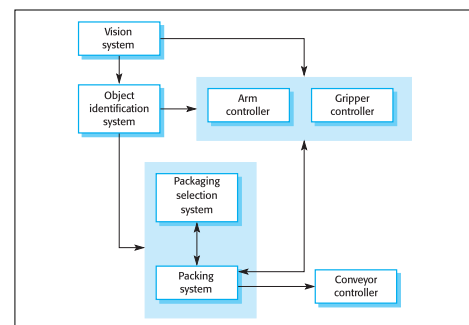 Vision
system
Object
identification
system
Arm
controller
Gripper
controller
Packaging
selection
system
Packing
system
Conveyor
controller